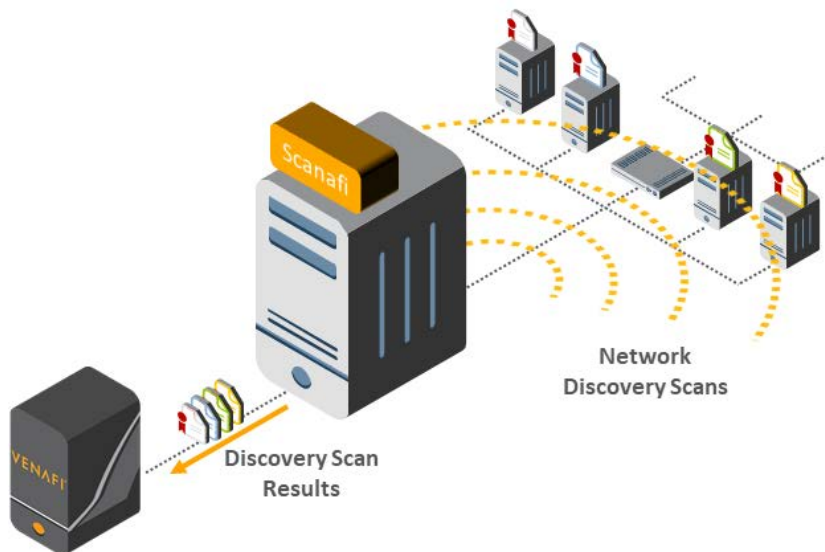 Scanafi
Network
Discovery Scans
Discovery Scan
Results
VENAFI